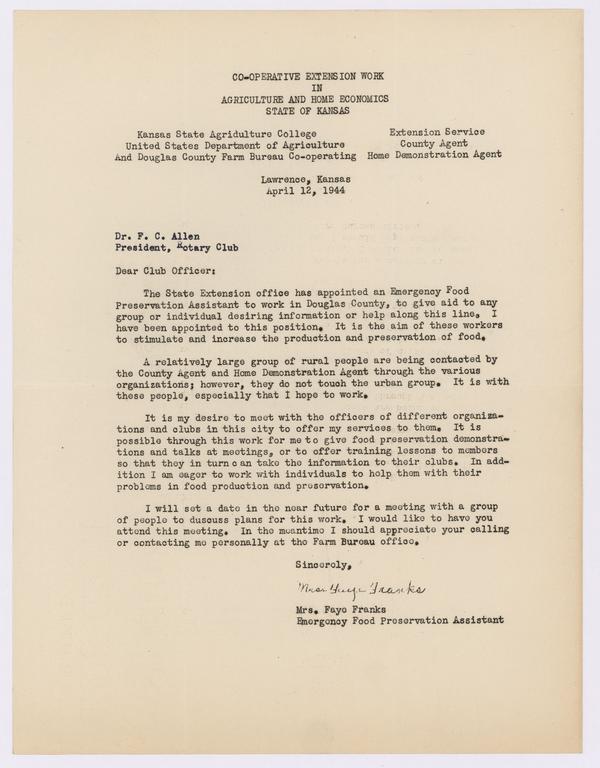 CO-OPERATIVE EXTENSION WORK
IN
AGRICULTURE AND HOME ECONOMICS
STATE OF KANSAS
Kansas State Agridulture College
United States Department of Agriculture
And Douglas County Farm Bureau Co-operating
Extension Service
County Agent
Home Demonstration Agent
Lawrence, Kansas
April 12, 1944
Dr. F. C. Allen
President, Rotary Club
Dear Club Officer:
The State Extension office has appointed an Emergency Food
Preservation Assistant to work in Douglas County, to give aid to any
group or individual desiring information or help along this line. I
have been appointed to this position. It is the aim of these workers
to stimulate and increase the production and preservation of food.
A relatively large group of rural people are being contacted by
the County Agent and Home Demonstration Agent through the various
organizations; however, they do not touch the urban group. It is with
these people, especially that I hope to work.
It is my desire to meet with the officers of different organiza-
tions and clubs in this city to offer my services to them. It is
possible through this work for me to give food preservation demonstra-
tions and talks at meetings, or to offer training lessons to members
so that they in turn can take the information to their clubs. In add-
ition I am eager to work with individuals to help them with their
problems in food production and preservation.
I will set a date in the near future for a meeting with a group
of people to duscuss plans for this work. I would like to have you
attend this meeting. In the meantime I should appreciate your calling
or contacting me personally at the Farm Bureau office.
Sincerely,
Mrs. Faye Franks
Mrs. Faye Franks
Emergency Food Preservation Assistant